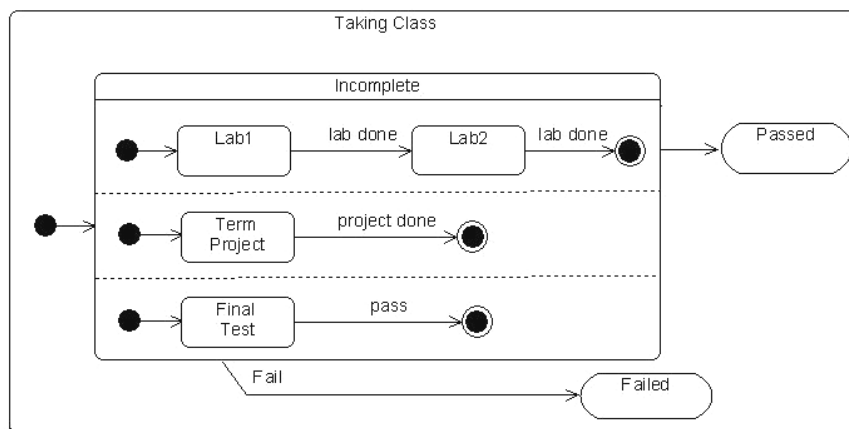 Taking Class
Incomplete
Lab1
lab done
Lab2
lab done
Passed
Term
Project
project done
Final
Test
pass
Fail
Failed